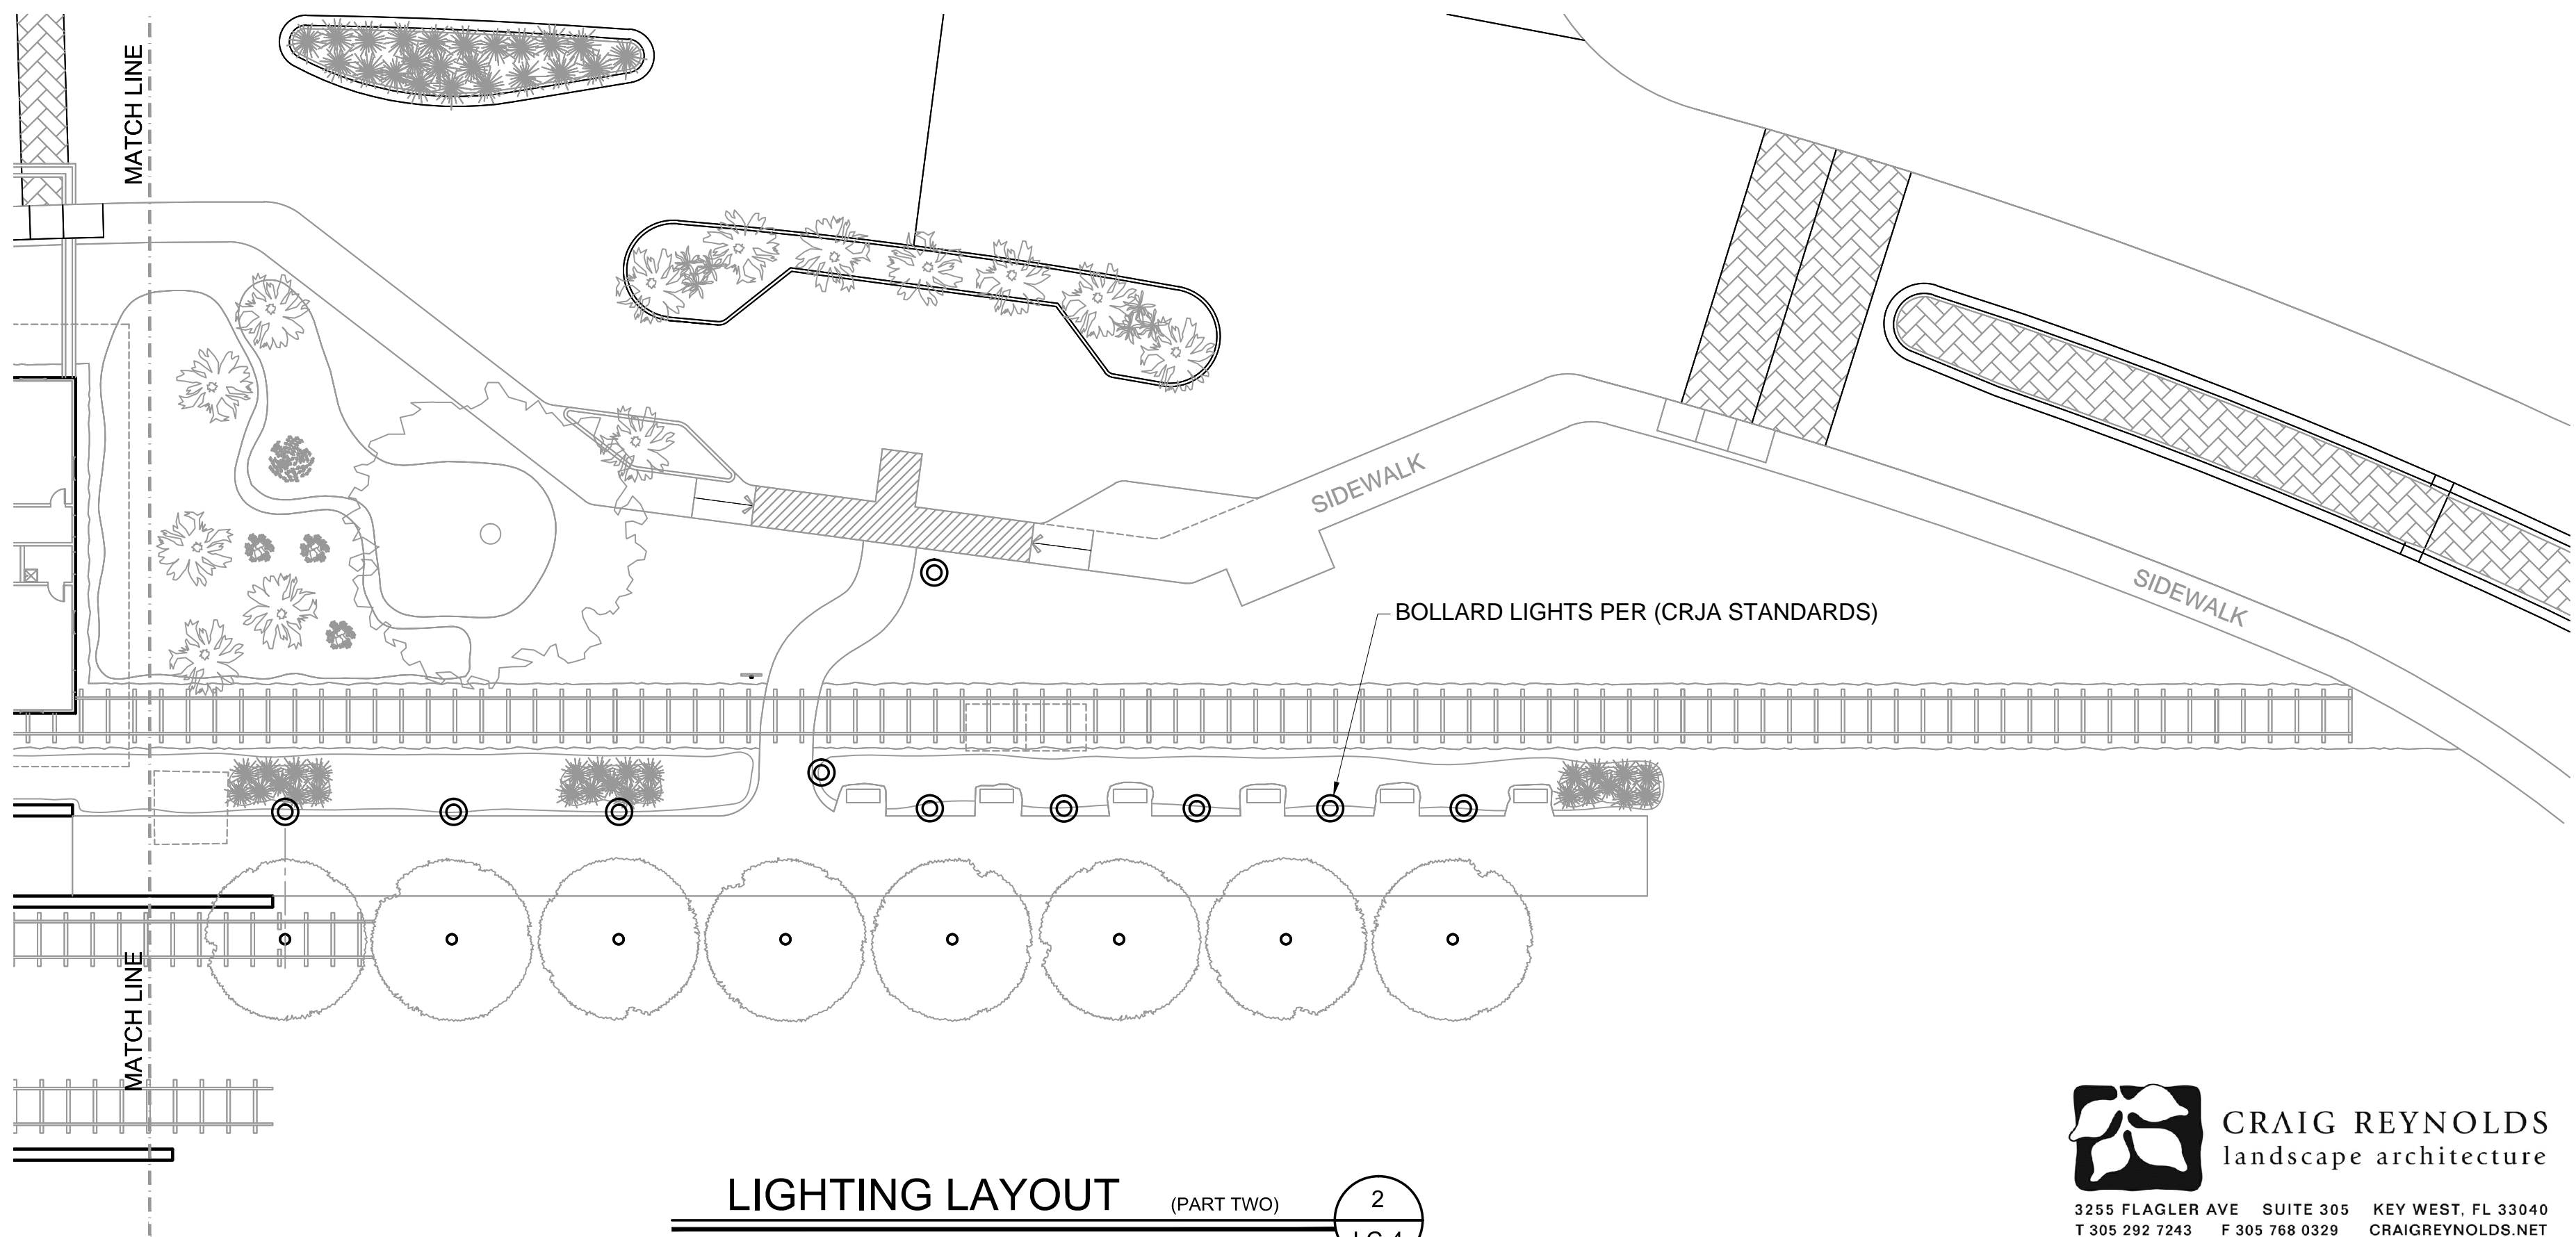 MATCH LINE
SIDEWALK
SIDEWALK
BOLLARD LIGHTS PER (CRJA STANDARDS)
MATCH LINE
LIGHTING LAYOUT (PART TWO) 2
CRAIG REYNOLDS
landscape architecture
3255 FLAGLER AVE SUITE 305 KEY WEST, FL 33040
T 305 292 7243 F 305 768 0329 CRAIGREYNOLDS.NET